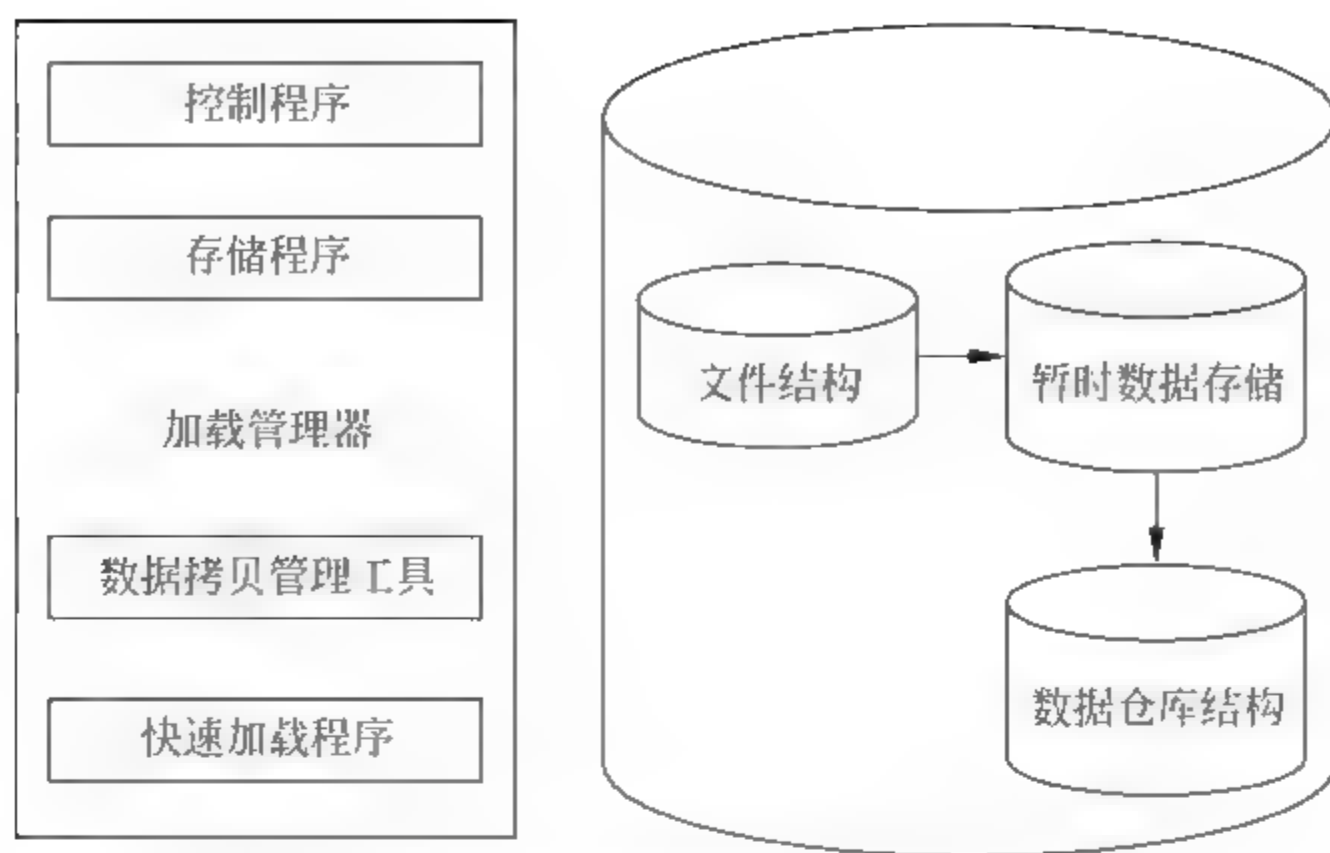 控制程序
存储程序
加载管理器
数据拷贝管理工具
快速加载程序
文件结构
暂时数据存储
数据仓库结构